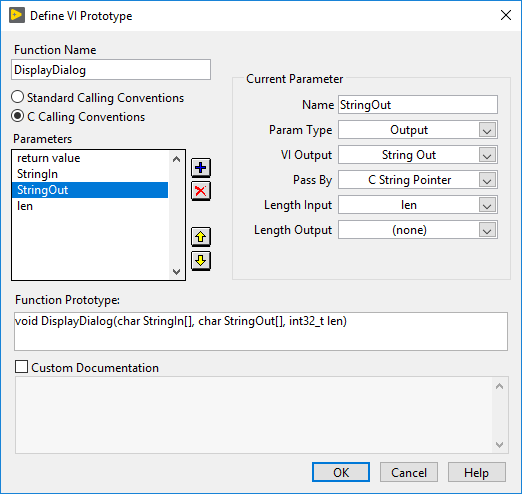 Define VI Prototype
Function Name
DisplayDialog
Standard Calling Conventions
C Calling Conventions
Parameters
return value
StringIn
StringOut
len
Current Parameter
Name StringOut
Param Type Output
VI Output String Out
Pass By C String Pointer
Length Input len
Length Output (none)
Function Prototype:
void DisplayDialog(char StringIn[], char StringOut[], int32_t len)
Custom Documentation
OK Cancel Help